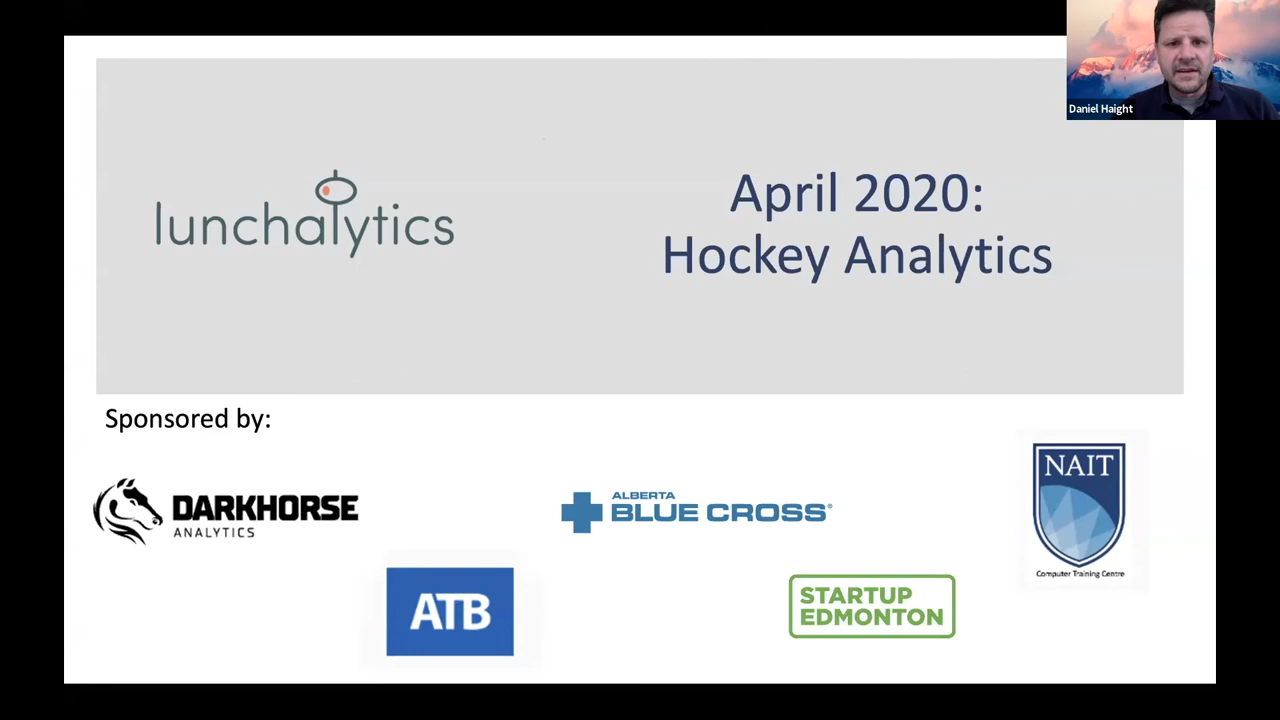 Daniel Haight
lunchalytics
April 2020:
Hockey Analytics
Sponsored by:
DARKHORSE
ANALYTICS
ALBERTA
BLUE CROSS®
NAIT
Computer Training Centre
ATB
STARTUP
EDMONTON